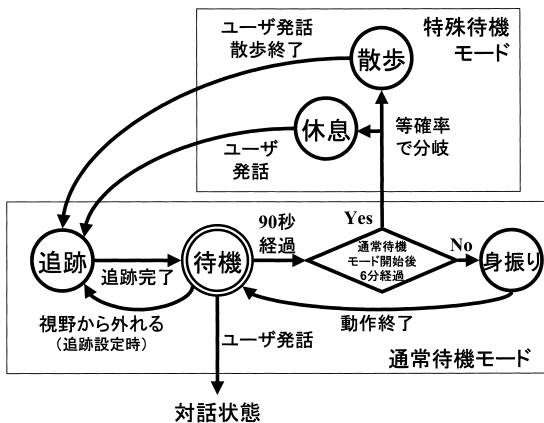 ユーザ発話
散歩終了
散歩
特殊待機
モード
休息
等確率
で分岐
ユーザ
発話
Yes
90秒
経過
追跡
追跡完了
待機
通常待機
モード開始後
6分経過
No
身振り
視野から外れる
(追跡設定時)
動作終了
ユーザ発話
通常待機モード
対話状態